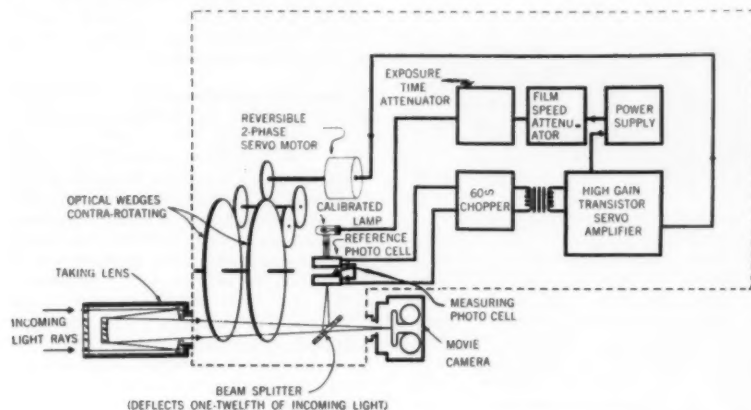 EXPOSURE
TIME
ATTENUATOR
FILM
SPEED
ATTENU-
ATOR
POWER
SUPPLY
REVERSIBLE
2-PHASE
SERVO MOTOR
OPTICAL WEDGES
CONTRA-ROTATING
CALIBRATED
LAMP
60~
CHOPPER
HIGH GAIN
TRANSISTOR
SERVO
AMPLIFIER
REFERENCE
PHOTO CELL
TAKING LENS
MEASURING
PHOTO CELL
INCOMING
LIGHT RAYS
MOVIE
CAMERA
BEAM SPLITTER
(DEFLECTS ONE-TWELFTH OF INCOMING LIGHT)